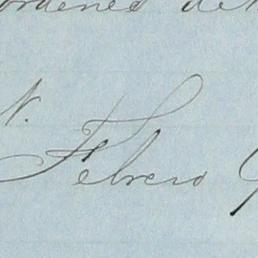 ordenes de
N.
Febrero